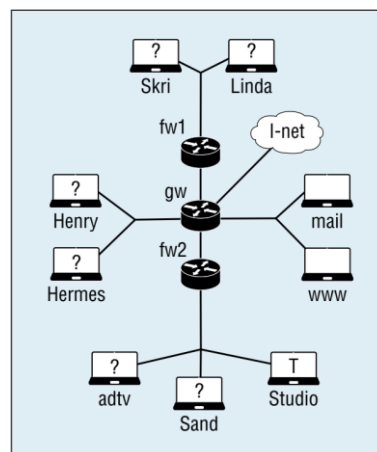 ? ?
Skri Linda
fw1
I-net
gw
?
Henry mail
fw2
?
Hermes www
? ? T
adtv Sand Studio